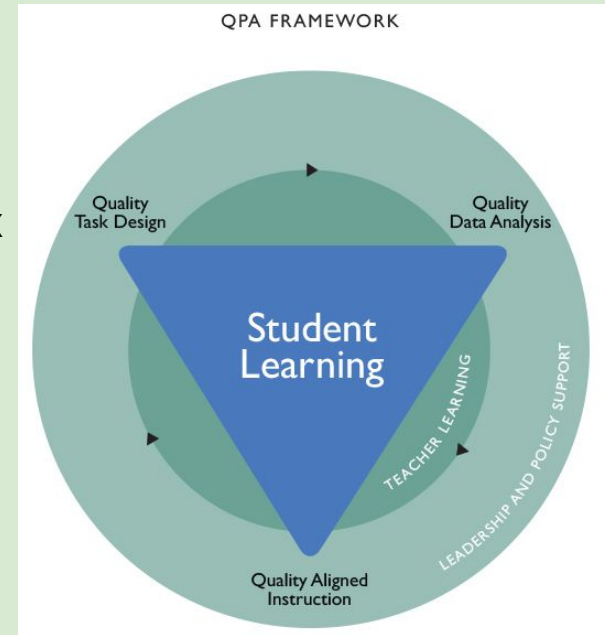 QPA FRAMEWORK
Quality
Task Design
Quality
Data Analysis
Student
Learning
TEACHER LEARNING
LEADERSHIP AND POLICY SUPPORT
Quality Aligned
Instruction